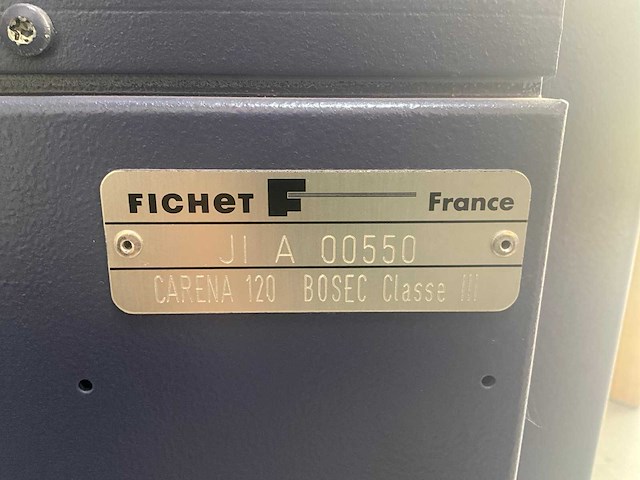 FICHET France
JI A 00550
CARENA 120 BOSEC Classe III